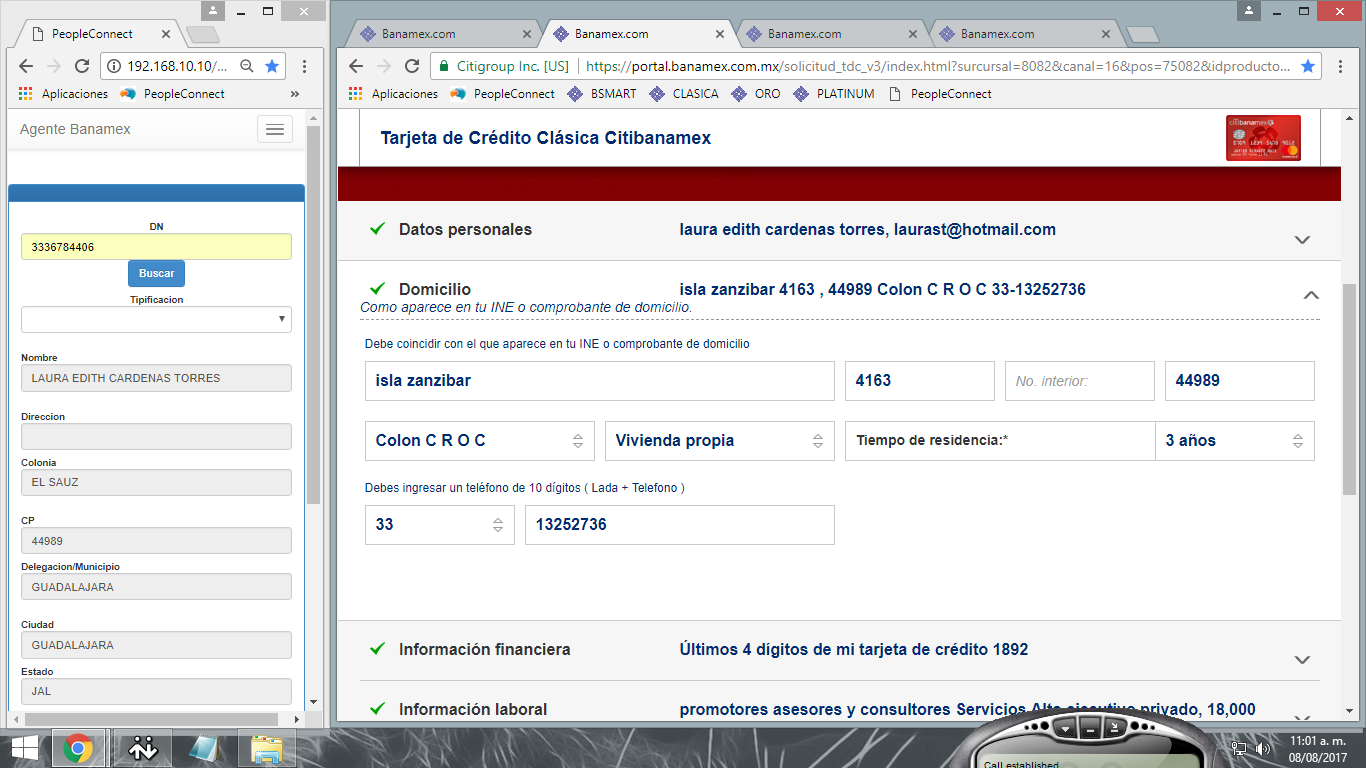 PeopleConnect
192.168.10.10/...
Aplicaciones
PeopleConnect
»
Agente Banamex
DN
3336784406
Buscar
Tipificacion
Nombre
LAURA EDITH CARDENAS TORRES
Direccion
Colonia
EL SAUZ
CP
44989
Delegacion/Municipio
GUADALAJARA
Ciudad
GUADALAJARA
Estado
JAL
Banamex.com
Banamex.com
Banamex.com
Banamex.com
Citigroup Inc. [US]
https://portal.banamex.com.mx/solicitud_tdc_v3/index.html?surcursal=8082&canal=16&pos=75082&idproducto...
Aplicaciones
PeopleConnect
BSMART
CLASICA
ORO
PLATINUM
PeopleConnect
Tarjeta de Crédito Clásica Citibanamex
citibanamex
Datos personales
laura edith cardenas torres, laurast@hotmail.com
Domicilio
isla zanzibar 4163 , 44989 Colon C R O C 33-13252736
Como aparece en tu INE o comprobante de domicilio.
Debe coincidir con el que aparece en tu INE o comprobante de domicilio
isla zanzibar
4163
No. interior:
44989
Colon C R O C
Vivienda propia
Tiempo de residencia:*
3 años
Debes ingresar un teléfono de 10 dígitos ( Lada + Telefono )
33
13252736
Información financiera
Últimos 4 dígitos de mi tarjeta de crédito 1892
Información laboral
promotores asesores y consultores Servicios Alto ejecutivo privado, 18,000
Call established
11:01 a. m.
08/08/2017